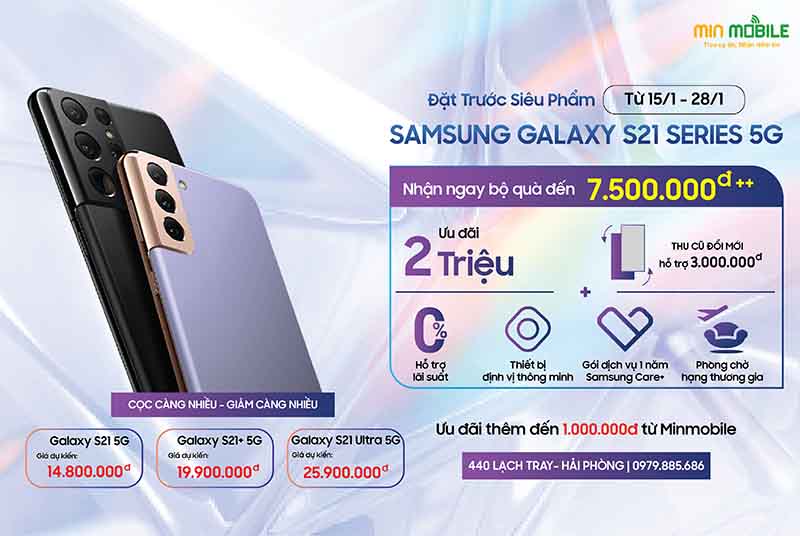 MIN MOBILE
Đặt Trước Siêu Phẩm
Từ 15/1 - 28/1
SAMSUNG GALAXY S21 SERIES 5G
Nhận ngay bộ quà đến 7.500.000đ++
Ưu đãi
2 Triệu
THU CŨ ĐỔI MỚI
hỗ trợ 3.000.000đ
+
0%
Hỗ trợ
lãi suất
Thiết bị
định vị thông minh
Gói dịch vụ 1 năm
Samsung Care+
Phòng chờ
hạng thương gia
CỌC CÀNG NHIỀU - GIẢM CÀNG NHIỀU
Galaxy S21 5G
Giá dự kiến:
14.800.000đ
Galaxy S21+ 5G
Giá dự kiến:
19.900.000đ
Galaxy S21 Ultra 5G
Giá dự kiến:
25.900.000đ
Ưu đãi thêm đến 1.000.000đ từ Minmobile
440 LẠCH TRAY- HẢI PHÒNG | 0979.885.686